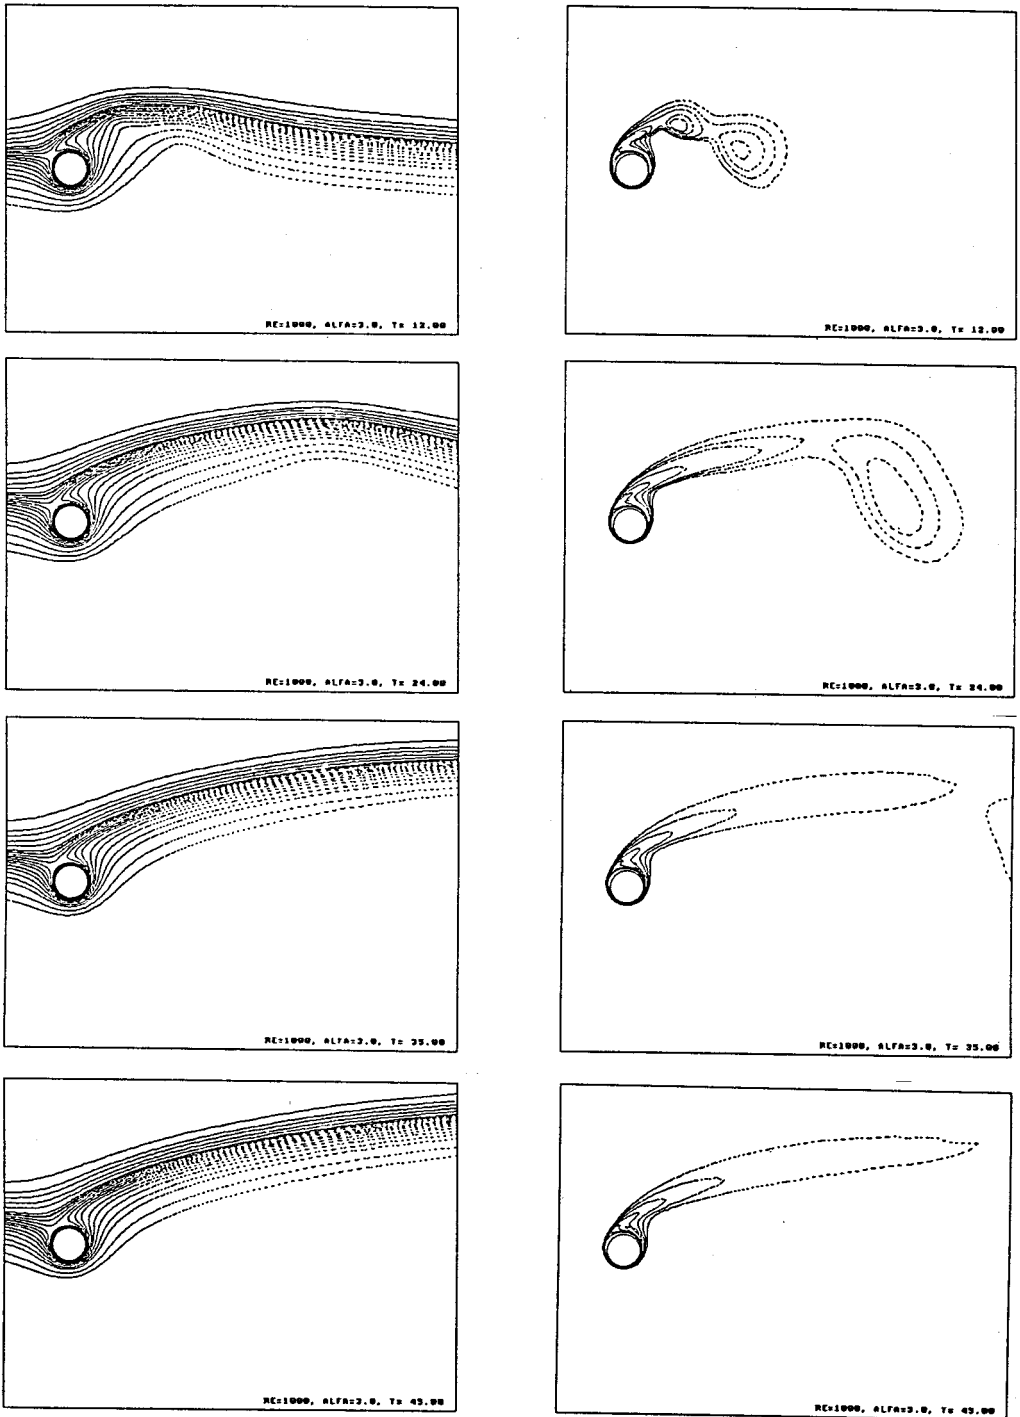 RE=1000, ALFA=3.0, T= 12.00
RE=1000, ALFA=3.0, T= 12.00
RE=1000, ALFA=3.0, T= 24.00
RE=1000, ALFA=3.0, T= 24.00
RE=1000, ALFA=3.0, T= 35.00
RE=1000, ALFA=3.0, T= 35.00
RE=1000, ALFA=3.0, T= 45.00
RE=1000, ALFA=3.0, T= 45.00